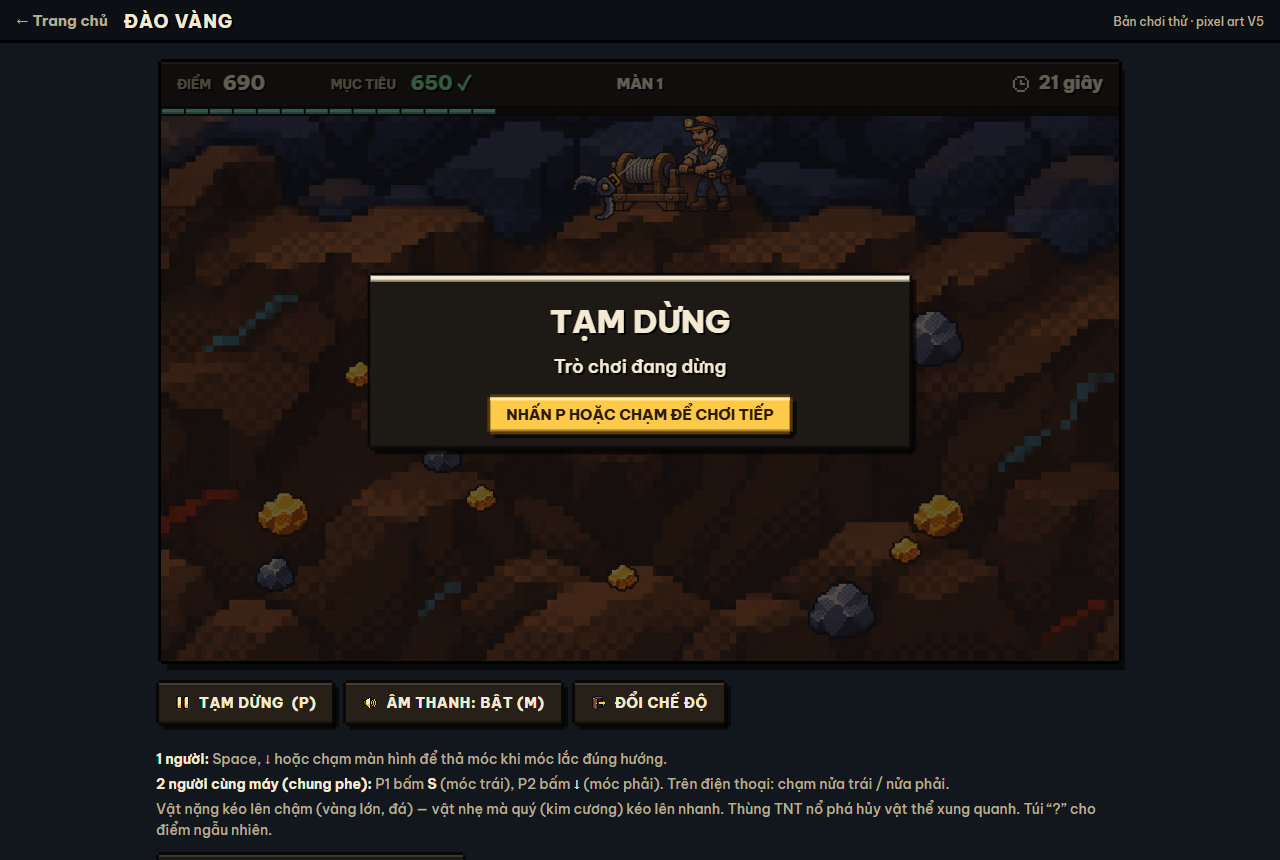 ← Trang chủ ĐÀO VÀNG Bản chơi thử · pixel art V5
ĐIỂM 690 MỤC TIÊU 650 ✓ MÀN 1 21 giây
TẠM DỪNG
Trò chơi đang dừng
NHẤN P HOẶC CHẠM ĐỂ CHƠI TIẾP
TẠM DỪNG (P) ÂM THANH: BẬT (M) ĐỔI CHẾ ĐỘ
1 người: Space, ↓ hoặc chạm màn hình để thả móc khi móc lắc đúng hướng.
2 người cùng máy (chung phe): P1 bấm S (móc trái), P2 bấm ↓ (móc phải). Trên điện thoại: chạm nửa trái / nửa phải.
Vật nặng kéo lên chậm (vàng lớn, đá) — vật nhẹ mà quý (kim cương) kéo lên nhanh. Thùng TNT nổ phá hủy vật thể xung quanh. Túi “?” cho
điểm ngẫu nhiên.